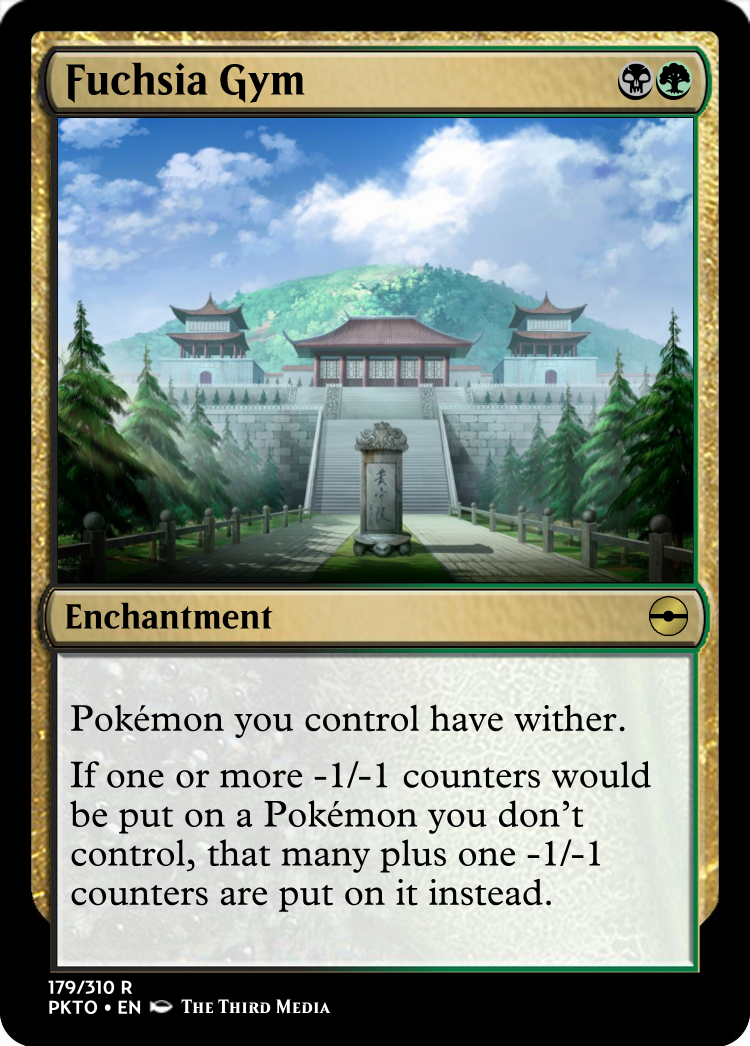 Fuchsia Gym
Enchantment
Pokémon you control have wither.
If one or more -1/-1 counters would
be put on a Pokémon you don't
control, that many plus one -1/-1
counters are put on it instead.
179/310 R
PKTO • EN The Third Media